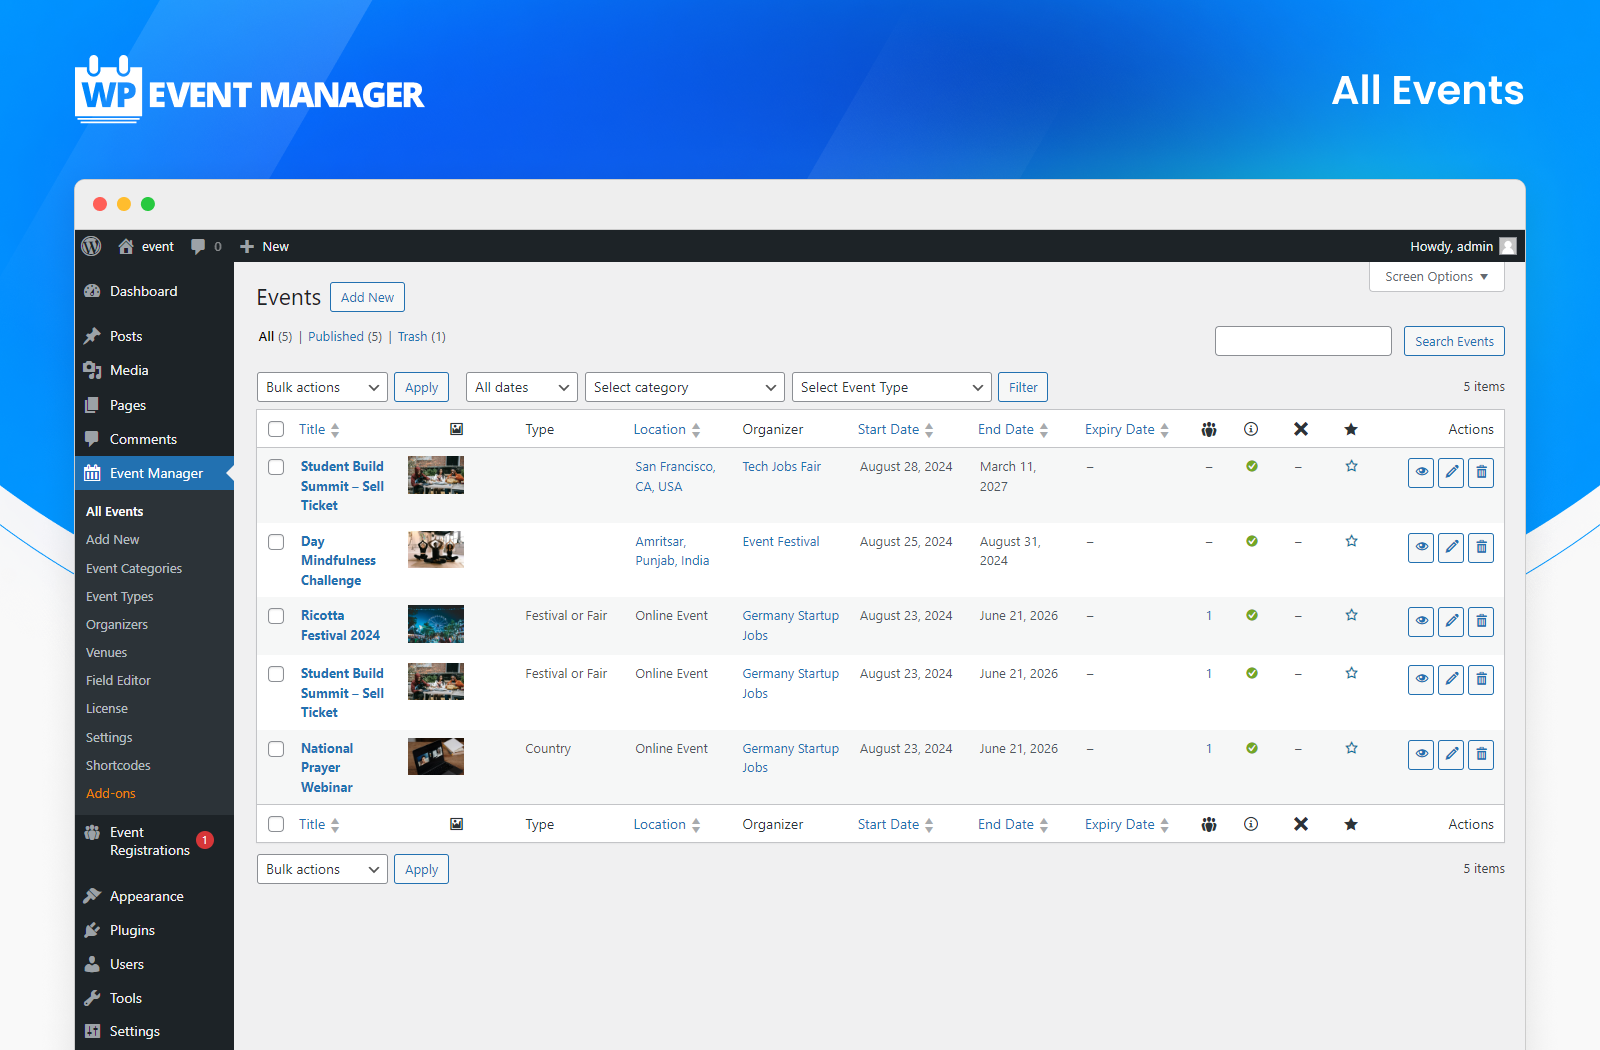 WP EVENT MANAGER
All Events
event 0 New Howdy, admin
Screen Options
Dashboard
Posts
Media
Pages
Comments
Event Manager
All Events
Add New
Event Categories
Event Types
Organizers
Venues
Field Editor
License
Settings
Shortcodes
Add-ons
Event
Registrations 1
Appearance
Plugins
Users
Tools
Settings
Events Add New
All (5) | Published (5) | Trash (1)
Search Events
Bulk actions Apply All dates Select category Select Event Type Filter 5 items
Title Type Location Organizer Start Date End Date Expiry Date Actions
Student Build San Francisco, Tech Jobs Fair August 28, 2024 March 11, – – –
Summit – Sell CA, USA 2027
Ticket
Day Amritsar, Event Festival August 25, 2024 August 31, – – –
Mindfulness Punjab, India 2024
Challenge
Ricotta Festival or Fair Online Event Germany Startup August 23, 2024 June 21, 2026 – 1 –
Festival 2024 Jobs
Student Build Festival or Fair Online Event Germany Startup August 23, 2024 June 21, 2026 – 1 –
Summit – Sell Jobs
Ticket
National Country Online Event Germany Startup August 23, 2024 June 21, 2026 – 1 –
Prayer Jobs
Webinar
Title Type Location Organizer Start Date End Date Expiry Date Actions
Bulk actions Apply 5 items